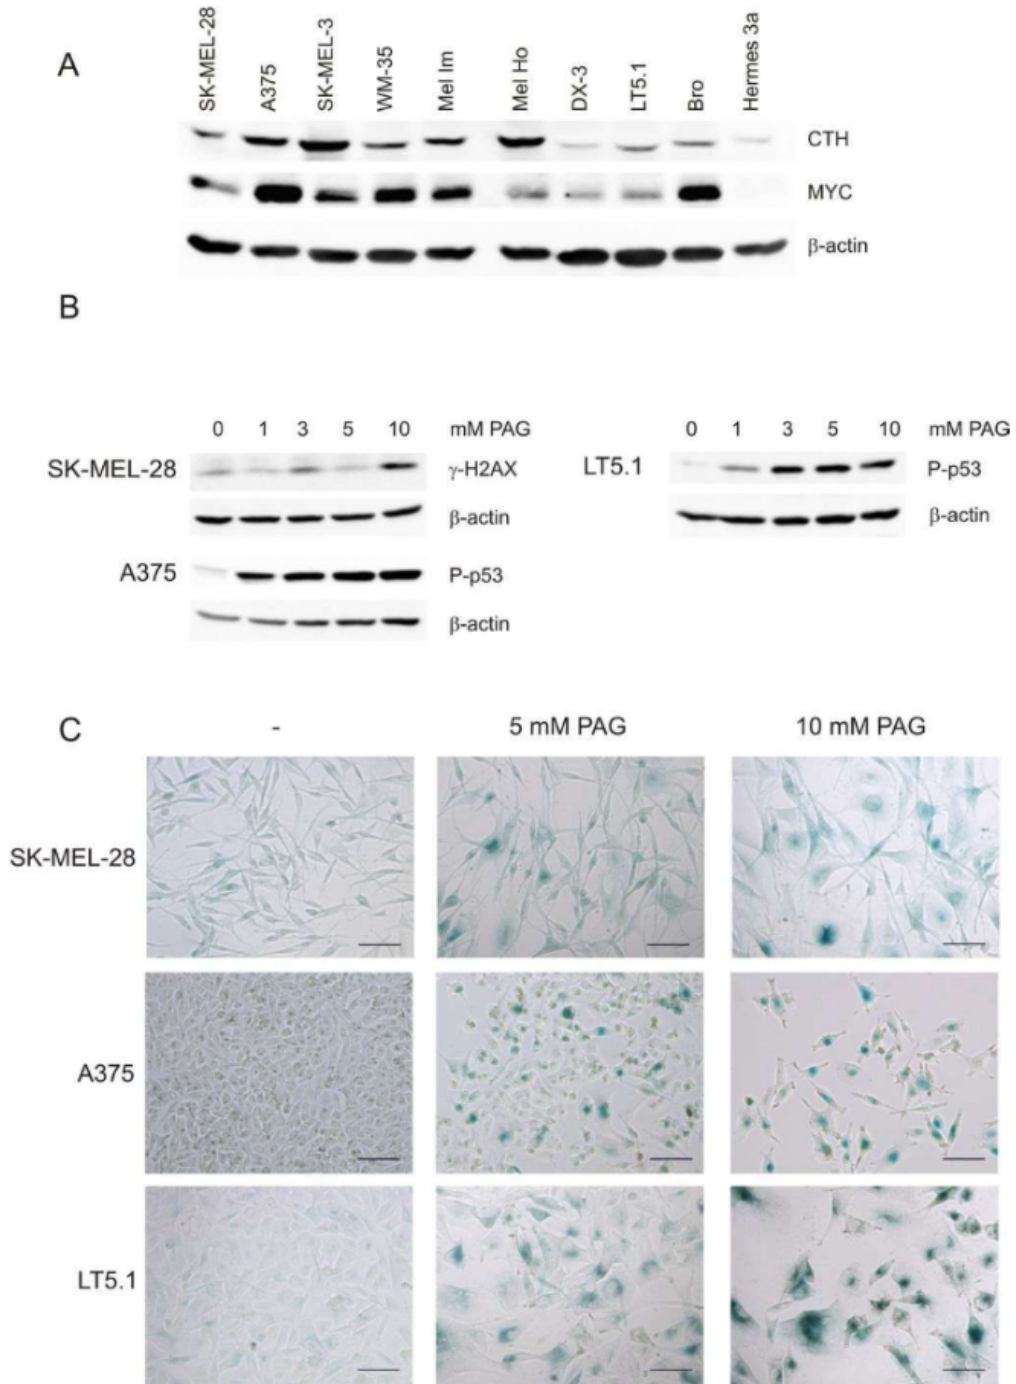 A
SK-MEL-28 A375 SK-MEL-3 WM-35 Mel Im Mel Ho DX-3 LT5.1 Bro Hermes 3a
CTH
MYC
β-actin
B
0 1 3 5 10 mM PAG
SK-MEL-28 γ-H2AX
β-actin
A375 P-p53
β-actin
0 1 3 5 10 mM PAG
LT5.1 P-p53
β-actin
C
- 5 mM PAG 10 mM PAG
SK-MEL-28
A375
LT5.1